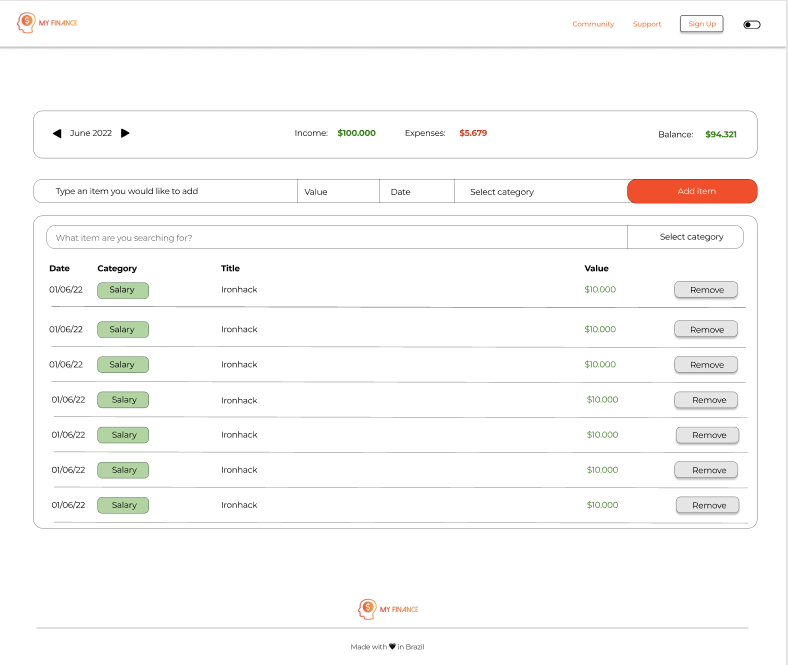 MY FINANCE Community Support Sign Up
June 2022 Income: $100.000 Expenses: $5.679 Balance: $94.321
Type an item you would like to add Value Date Select category Add item
What item are you searching for? Select category
Date Category Title Value
01/06/22 Salary Ironhack $10.000 Remove
01/06/22 Salary Ironhack $10.000 Remove
01/06/22 Salary Ironhack $10.000 Remove
01/06/22 Salary Ironhack $10.000 Remove
01/06/22 Salary Ironhack $10.000 Remove
01/06/22 Salary Ironhack $10.000 Remove
01/06/22 Salary Ironhack $10.000 Remove
MY FINANCE
Made with 🖤 in Brazil